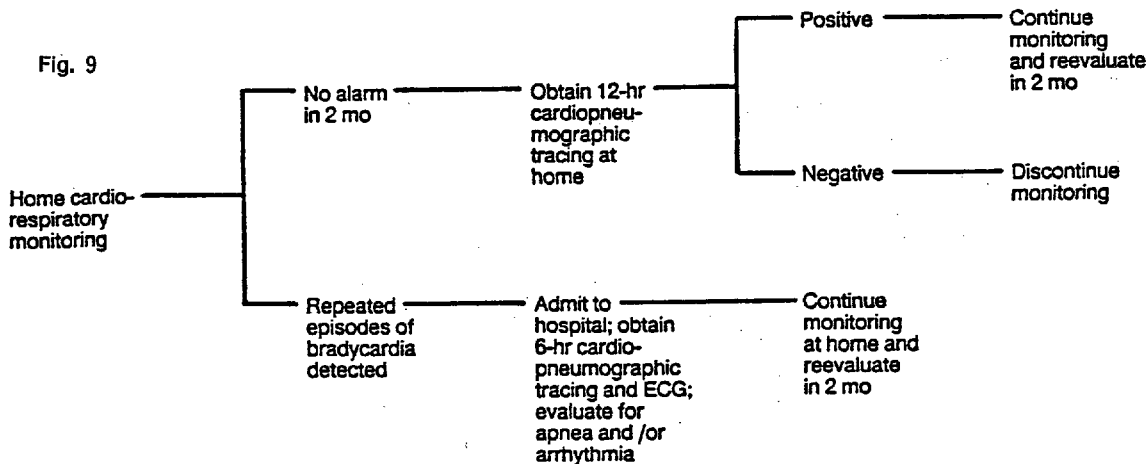 Fig. 9
Home cardio-
respiratory
monitoring
No alarm
in 2 mo
Obtain 12-hr
cardiopneu-
mographic
tracing at
home
Positive
Continue
monitoring
and reevaluate
in 2 mo
Negative
Discontinue
monitoring
Repeated
episodes of
bradycardia
detected
Admit to
hospital; obtain
6-hr cardio-
pneumographic
tracing and ECG;
evaluate for
apnea and /or
arrhythmia
Continue
monitoring
at home and
reevaluate
in 2 mo